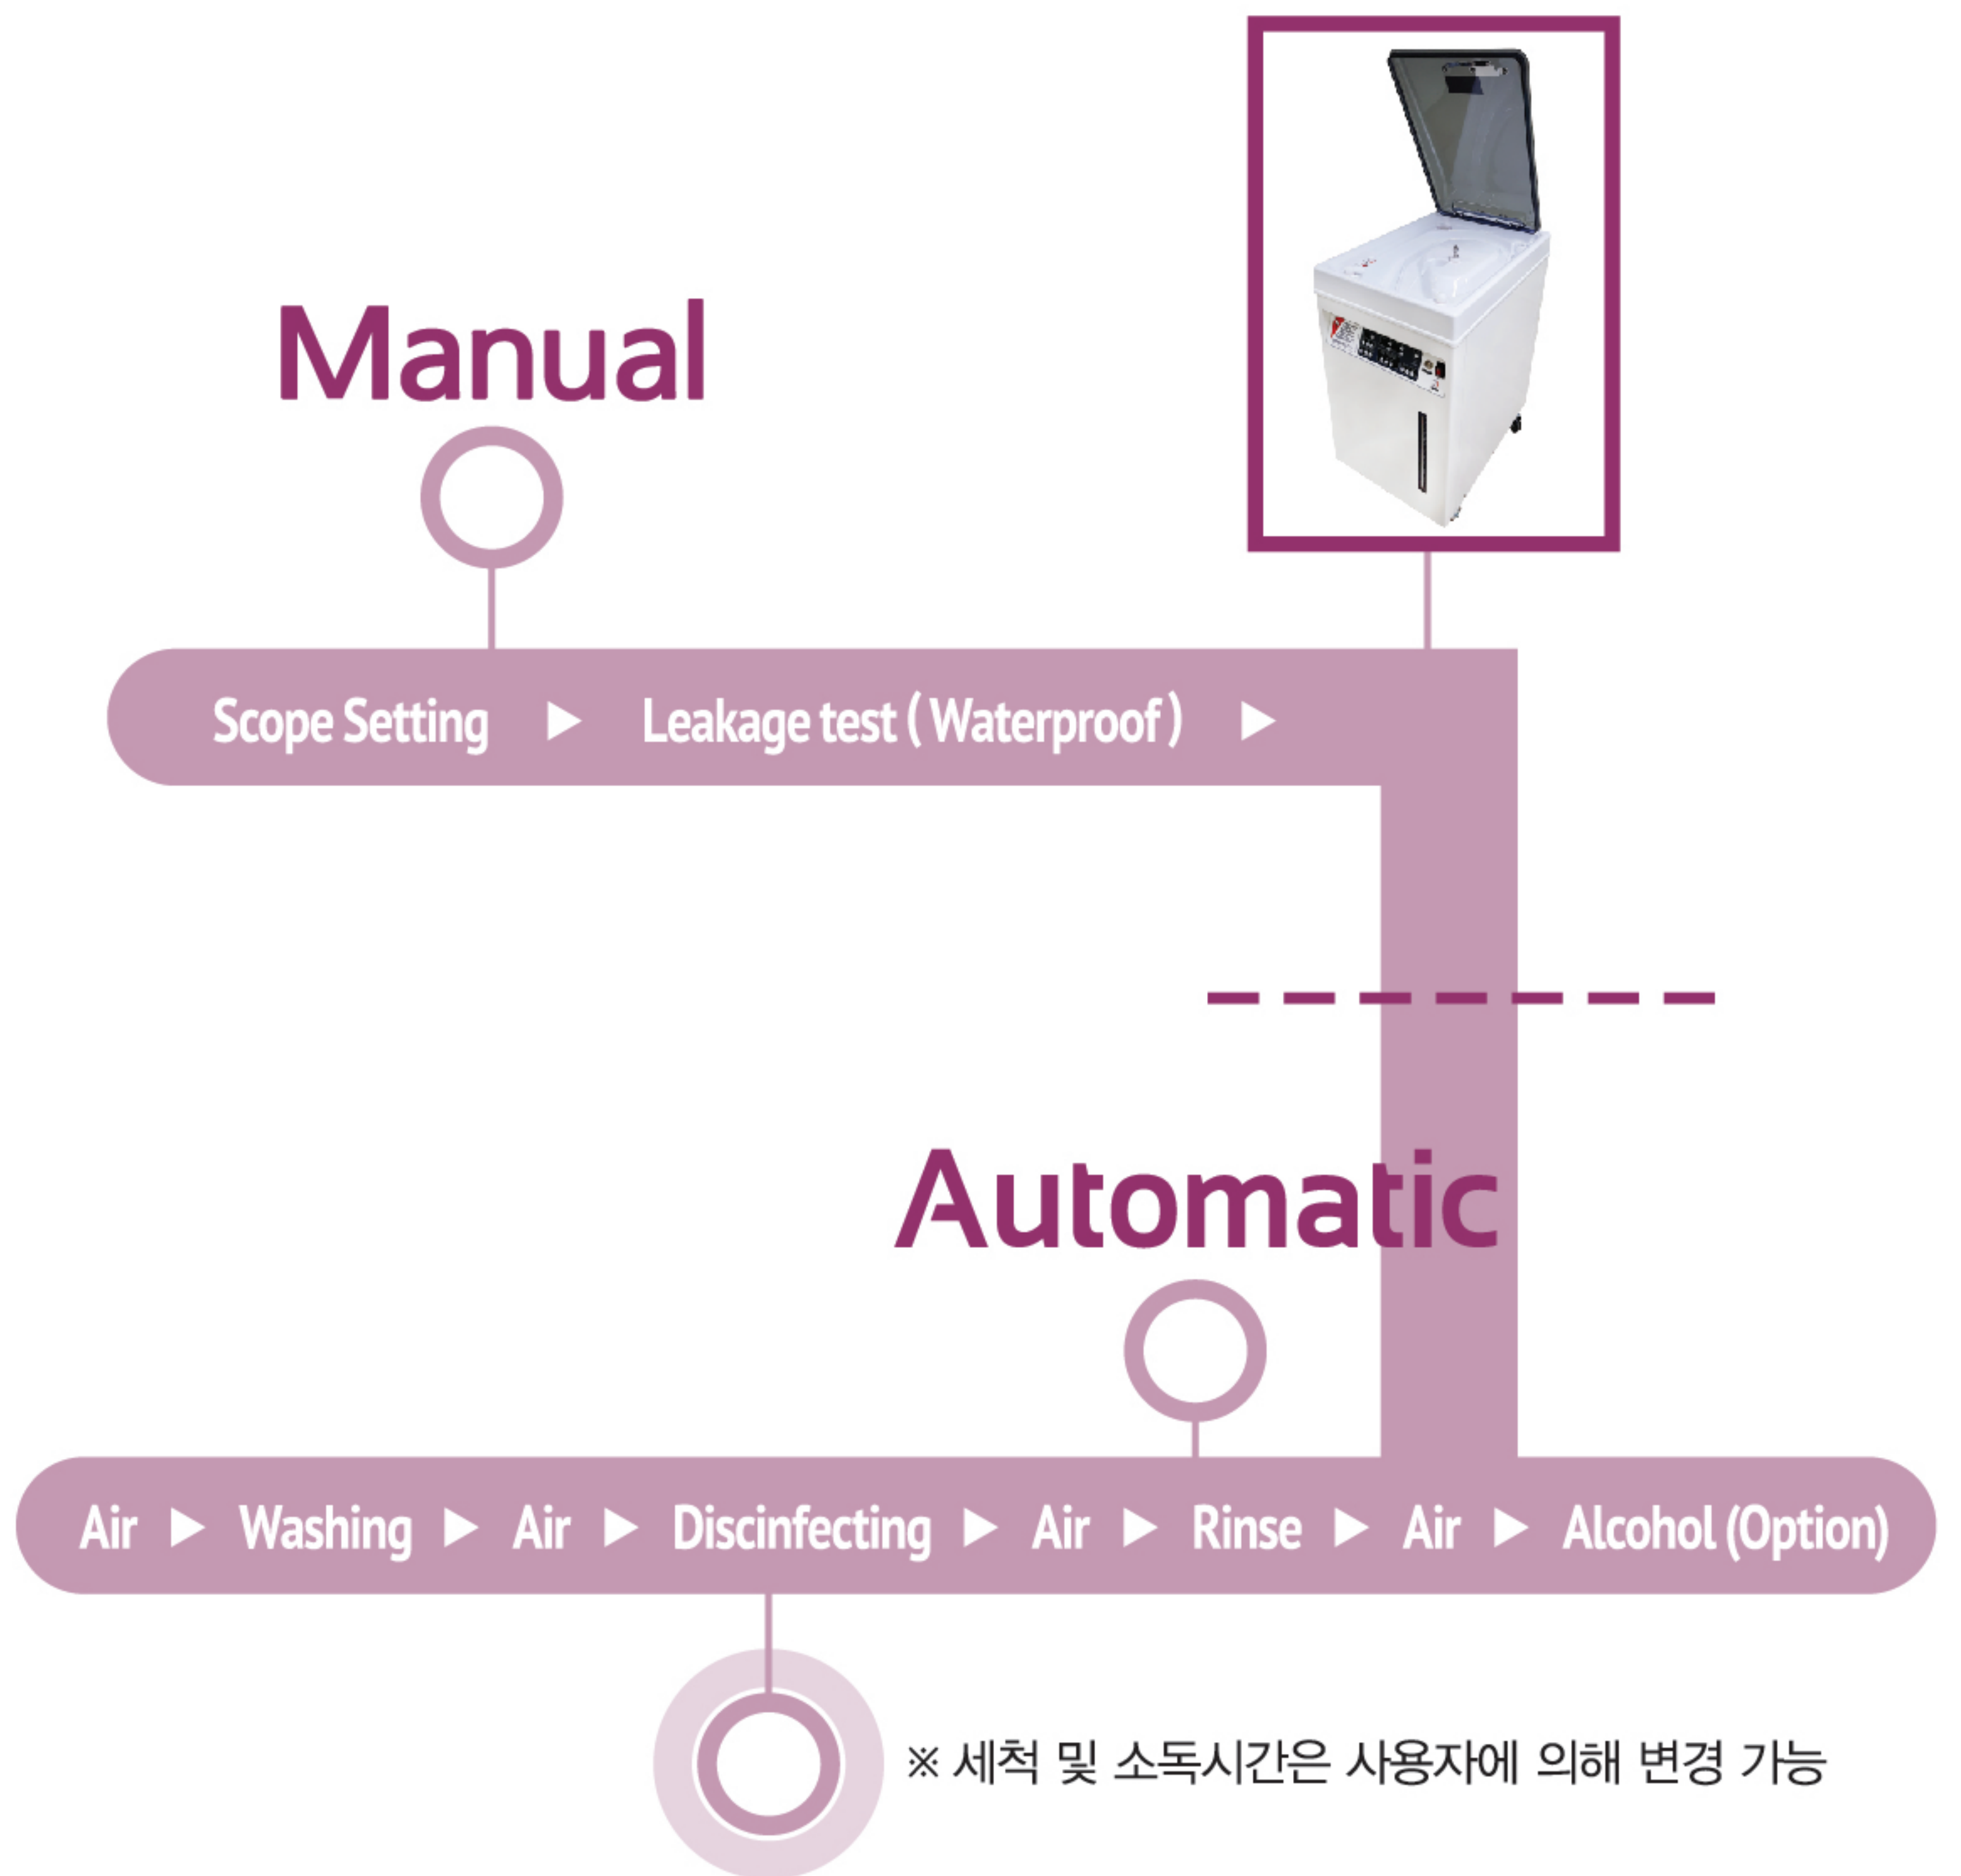 Manual
Scope Setting ▶ Leakage test ( Waterproof ) ▶
Automatic
Air ▶ Washing ▶ Air ▶ Discinfecting ▶ Air ▶ Rinse ▶ Air ▶ Alcohol (Option)
※ 세척 및 소독시간은 사용자에 의해 변경 가능